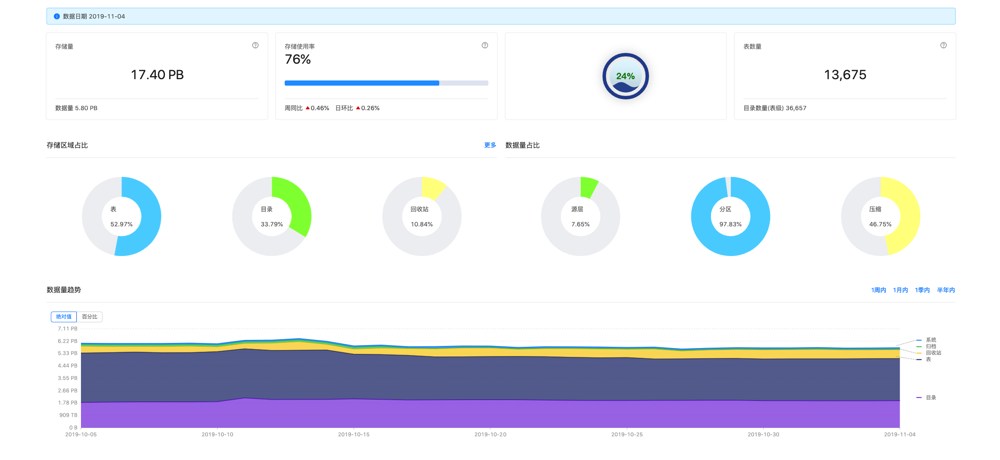 数据日期 2019-11-04
存储量
17.40 PB
数据量 5.80 PB
存储使用率
76%
周同比 0.46% 日环比 0.26%
24%
表数量
13,675
目录数量(表级) 36,657
存储区域占比 更多
数据量占比
表
52.97%
目录
33.79%
回收站
10.84%
源层
7.65%
分区
97.83%
压缩
46.75%
数据量趋势
1周内 1月内 1季内 半年内
绝对值 百分比
7.11 PB
6.22 PB
5.33 PB
4.44 PB
3.55 PB
2.66 PB
1.78 PB
909 TB
0 B
2019-10-05 2019-10-10 2019-10-15 2019-10-20 2019-10-25 2019-10-30 2019-11-04
系统
归档
回收站
表
目录